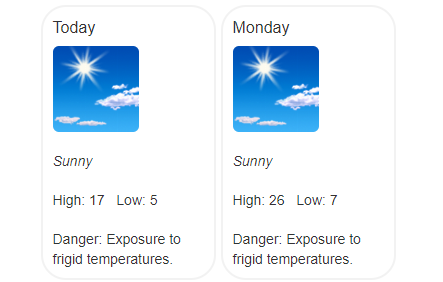 Today
Sunny
High: 17 Low: 5
Danger: Exposure to
frigid temperatures.
Monday
Sunny
High: 26 Low: 7
Danger: Exposure to
frigid temperatures.